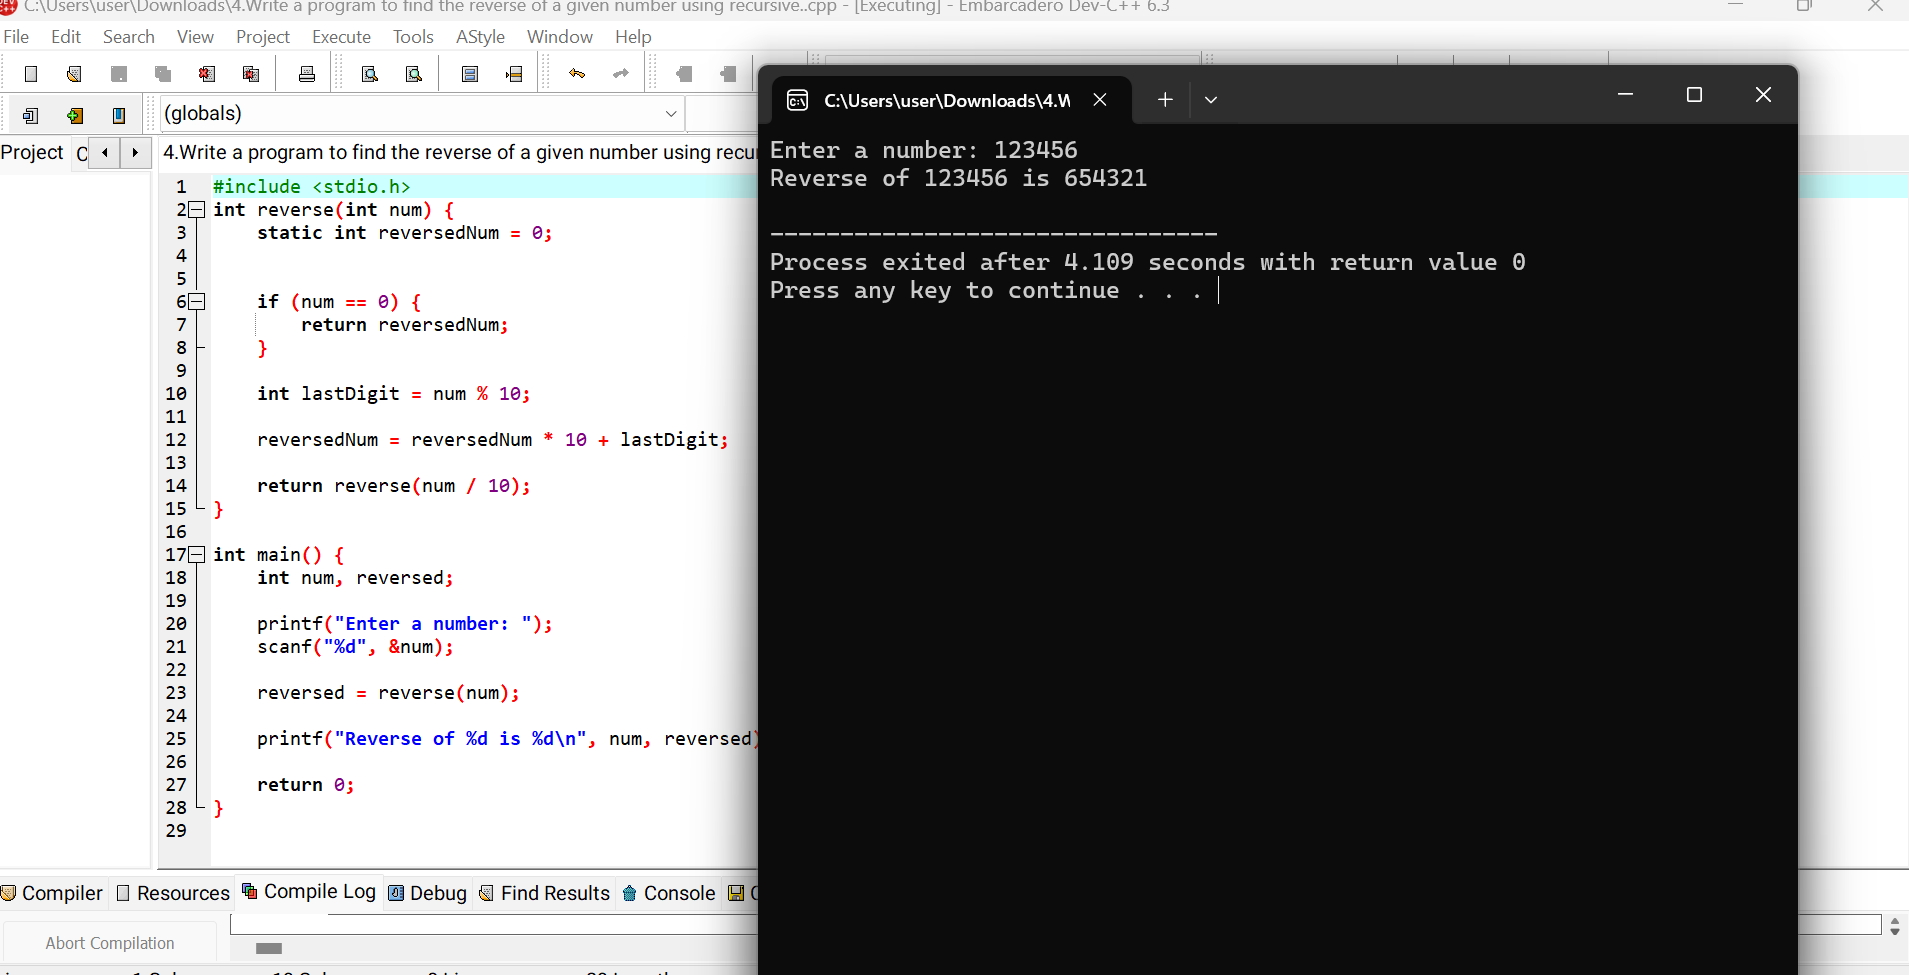 C:\Users\user\Downloads\4.Write a program to find the reverse of a given number using recursive..cpp - [Executing] - Embarcadero Dev-C++ 6.3
File Edit Search View Project Execute Tools AStyle Window Help
(globals)
Project
4.Write a program to find the reverse of a given number using recu
1 #include <stdio.h>
2 int reverse(int num) {
3 static int reversedNum = 0;
4
5
6 if (num == 0) {
7 return reversedNum;
8 }
9
10 int lastDigit = num % 10;
11
12 reversedNum = reversedNum * 10 + lastDigit;
13
14 return reverse(num / 10);
15 }
16
17 int main() {
18 int num, reversed;
19
20 printf("Enter a number: ");
21 scanf("%d", &num);
22
23 reversed = reverse(num);
24
25 printf("Reverse of %d is %d\n", num, reversed)
26
27 return 0;
28 }
29
Compiler Resources Compile Log Debug Find Results Console
Abort Compilation
C:\Users\user\Downloads\4.W
Enter a number: 123456
Reverse of 123456 is 654321
--------------------------------
Process exited after 4.109 seconds with return value 0
Press any key to continue . . .